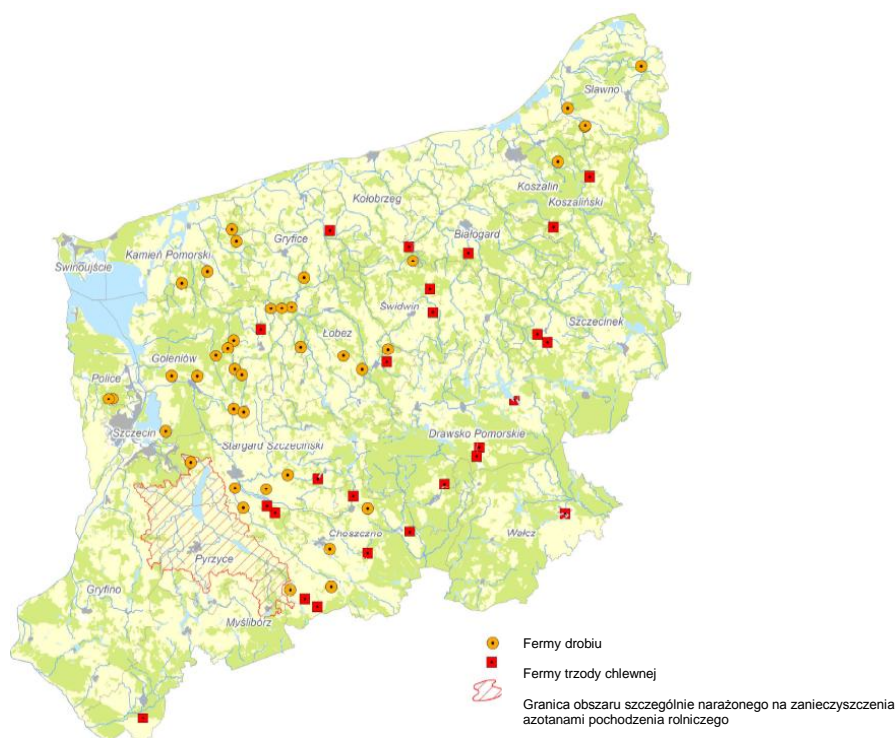 Sławno
Koszalin
Koszaliński
Kołobrzeg
Białogard
Gryfice
Kamień Pomorski
Świnoujście
Świdwin
Szczecinek
Łobez
Goleniów
Police
Szczecin
Drawsko Pomorskie
Stargard Szczeciński
Wałcz
Choszczno
Pyrzyce
Gryfino
Myślibórz
Fermy drobiu
Fermy trzody chlewnej
Granica obszaru szczególnie narażonego na zanieczyszczenia
azotanami pochodzenia rolniczego